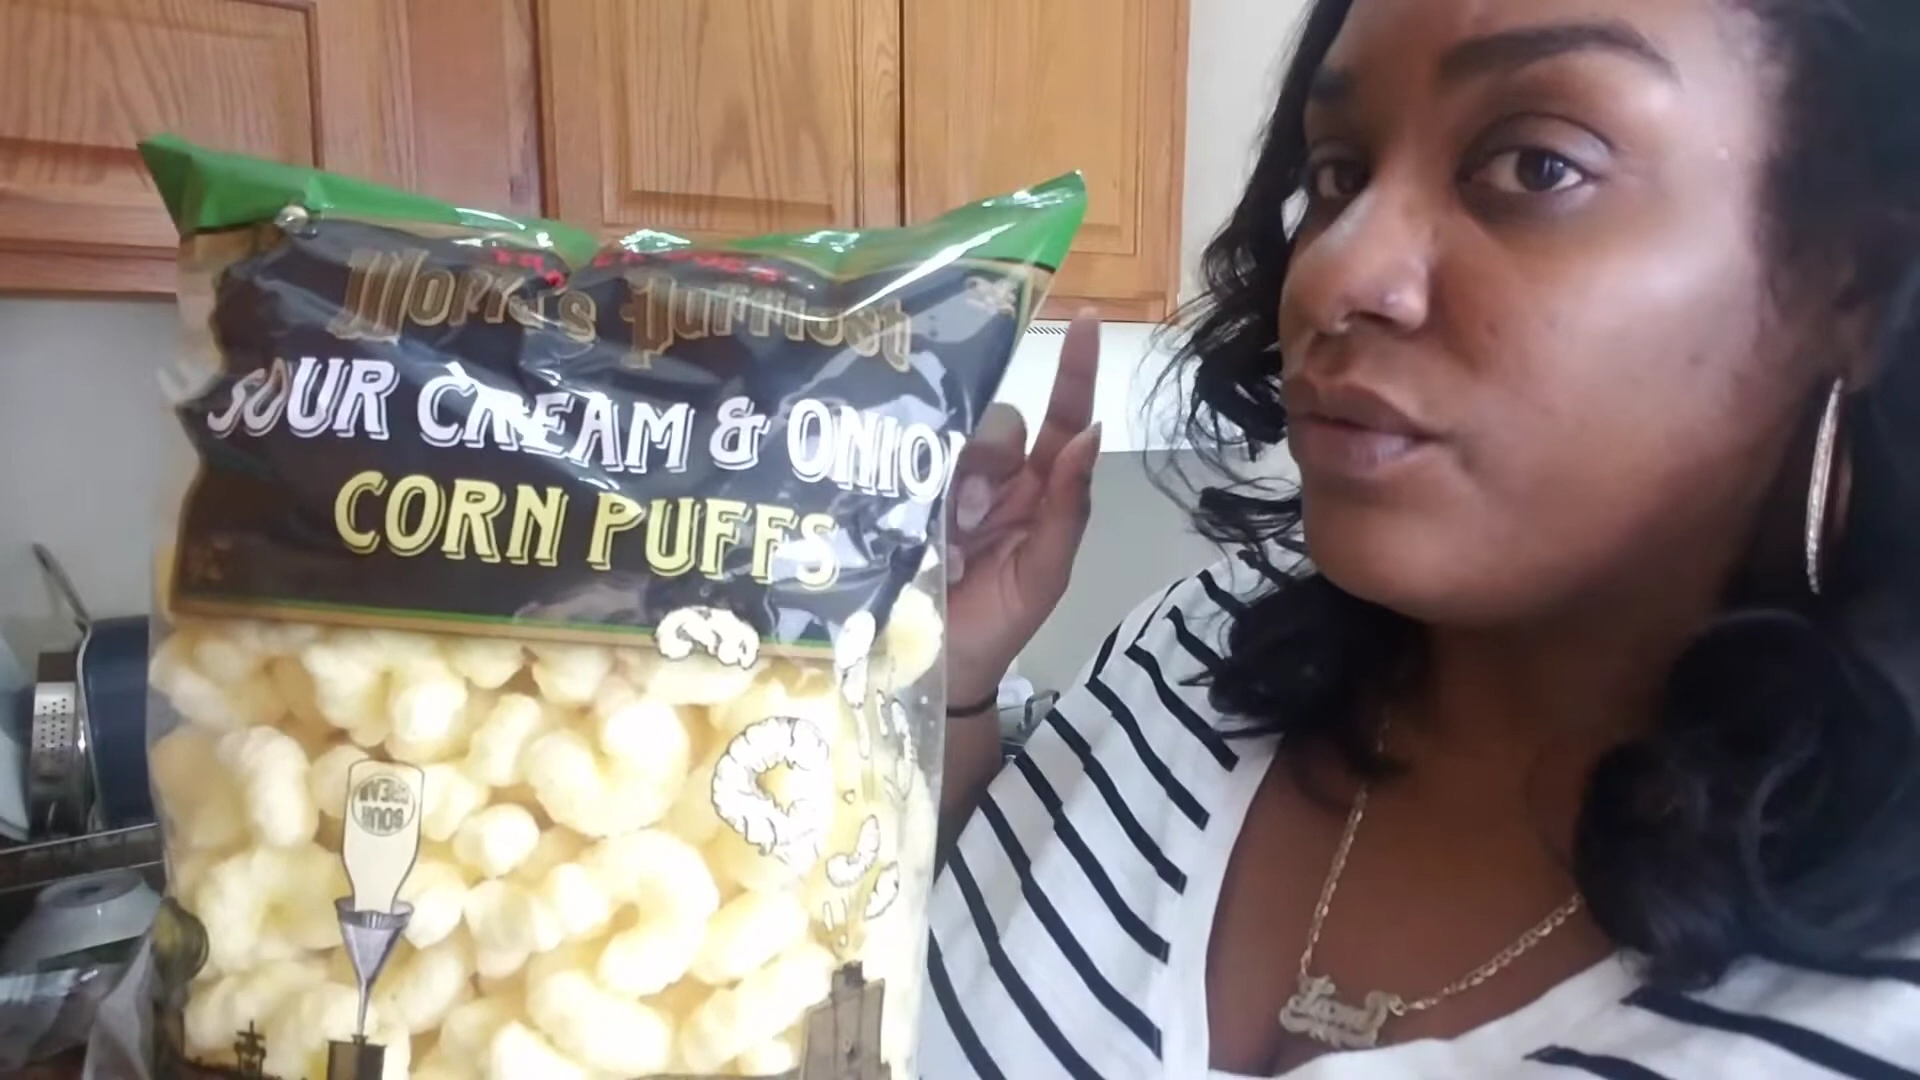 World's Puffiest
SOUR CREAM & ONION
CORN PUFFS
SOUR
CREAM